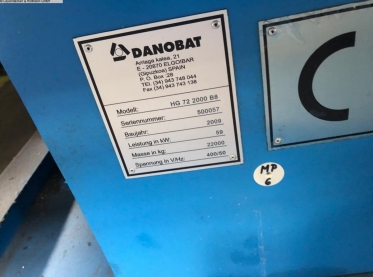 DANOBAT
Arriaga kalea, 21
E - 20870 ELGOIBAR
(Gipuzkoa) SPAIN
P. O. Box 28
TEL (34) 943 748 044
Fax (34) 943 743 138
Modell: HG 72 2000 B8
Seriennummer: 500057
Baujahr: 2009
Leistung in kW: 59
Masse in kg: 22000
Spannung in V/Hz: 400/50
C
MP
6